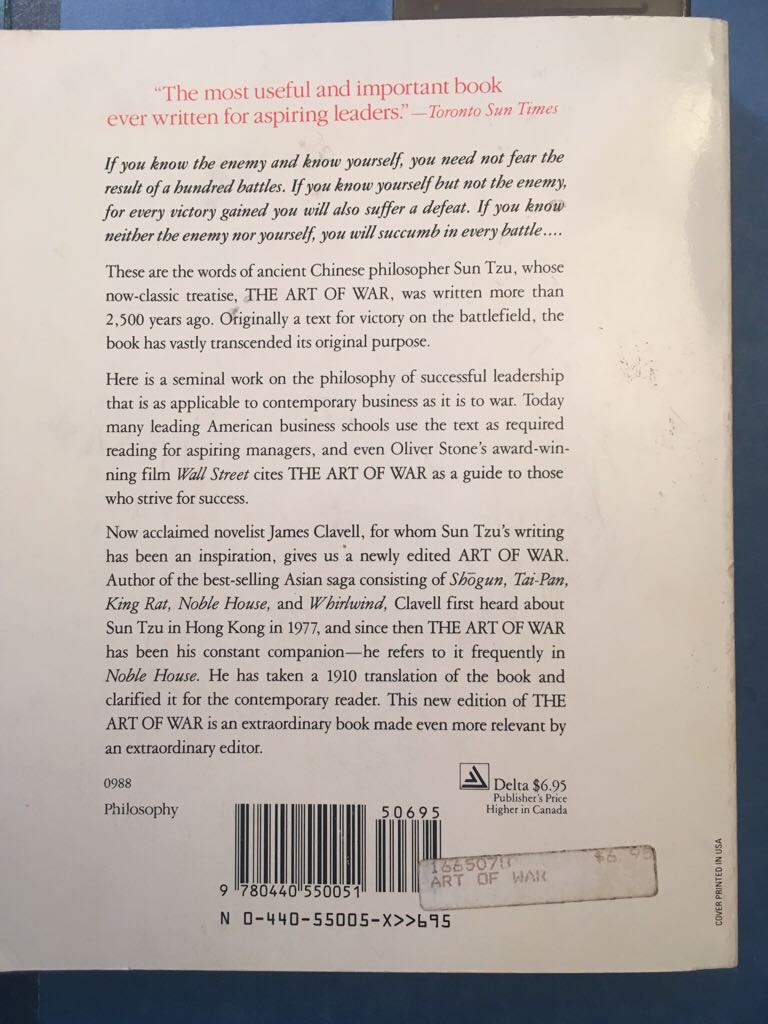 “The most useful and important book
ever written for aspiring leaders.” —Toronto Sun Times
If you know the enemy and know yourself, you need not fear the
result of a hundred battles. If you know yourself but not the enemy,
for every victory gained you will also suffer a defeat. If you know
neither the enemy nor yourself, you will succumb in every battle....
These are the words of ancient Chinese philosopher Sun Tzu, whose
now-classic treatise, THE ART OF WAR, was written more than
2,500 years ago. Originally a text for victory on the battlefield, the
book has vastly transcended its original purpose.
Here is a seminal work on the philosophy of successful leadership
that is as applicable to contemporary business as it is to war. Today
many leading American business schools use the text as required
reading for aspiring managers, and even Oliver Stone's award-win-
ning film Wall Street cites THE ART OF WAR as a guide to those
who strive for success.
Now acclaimed novelist James Clavell, for whom Sun Tzu's writing
has been an inspiration, gives us a newly edited ART OF WAR.
Author of the best-selling Asian saga consisting of Shōgun, Tai-Pan,
King Rat, Noble House, and Whirlwind, Clavell first heard about
Sun Tzu in Hong Kong in 1977, and since then THE ART OF WAR
has been his constant companion—he refers to it frequently in
Noble House. He has taken a 1910 translation of the book and
clarified it for the contemporary reader. This new edition of THE
ART OF WAR is an extraordinary book made even more relevant by
an extraordinary editor.
0988
Philosophy
Delta $6.95
Publisher's Price
Higher in Canada
50695
9 780440 550051
N 0-440-55005-X>>695
$6.95
ART OF WAR
COVER PRINTED IN USA